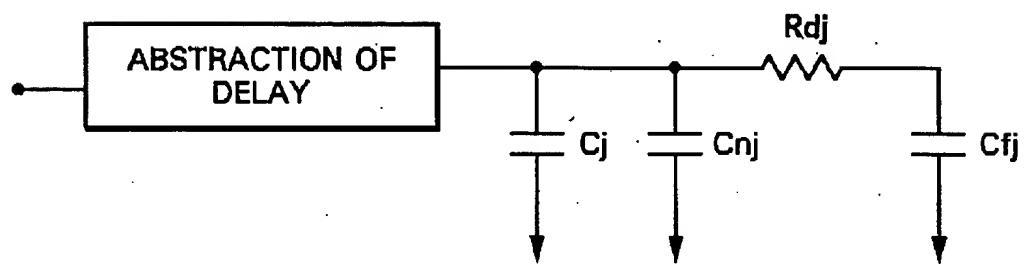 Rdj
ABSTRACTION OF
DELAY
Cj
Cnj
Cfj